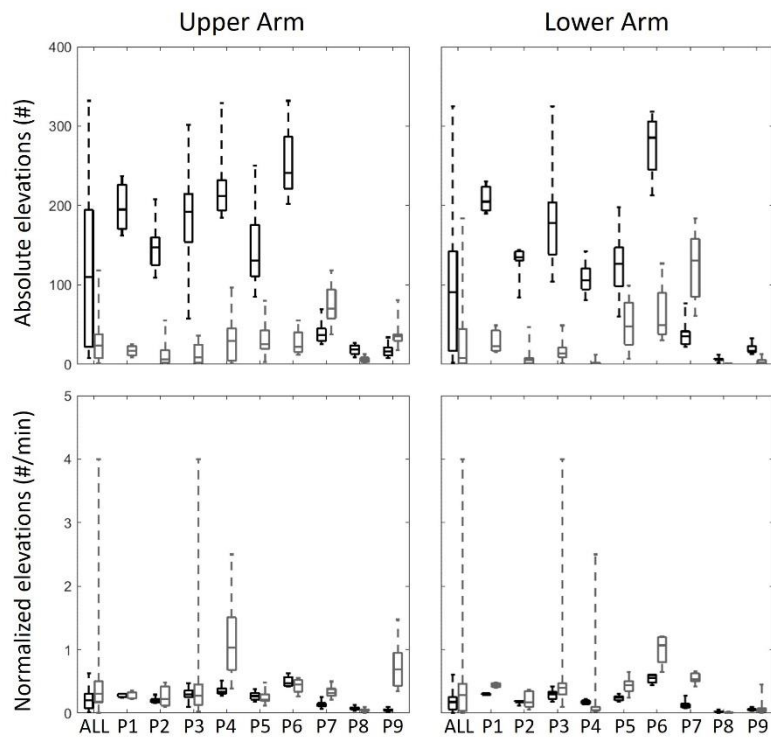 Upper Arm Lower Arm
Absolute elevations (#)
400
300
200
100
0
Normalized elevations (#/min)
5
4
3
2
1
0
ALL P1 P2 P3 P4 P5 P6 P7 P8 P9 ALL P1 P2 P3 P4 P5 P6 P7 P8 P9